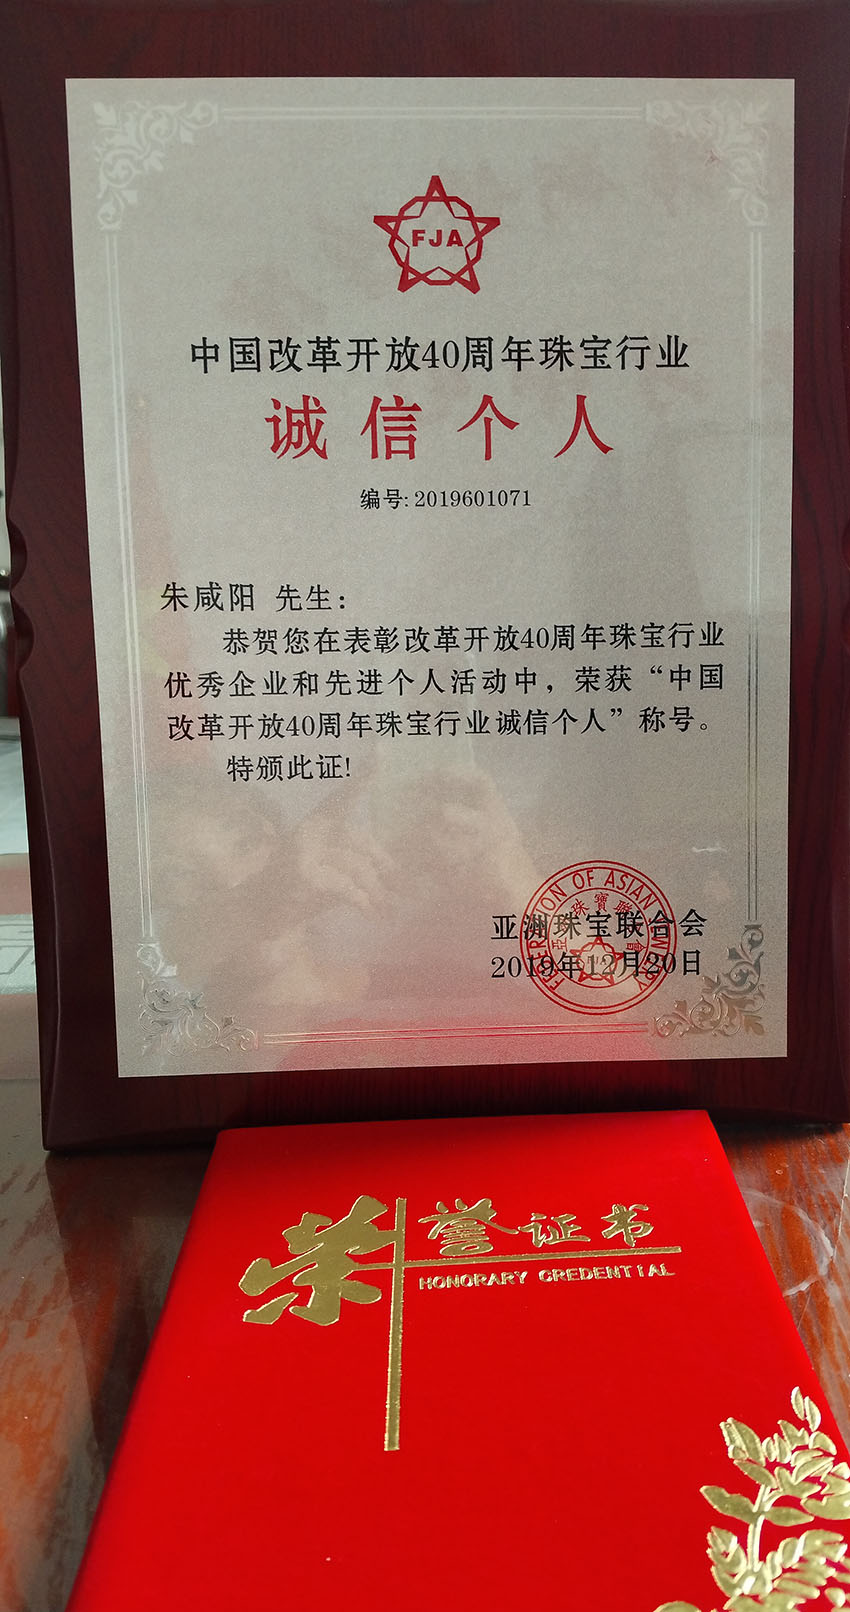 FJA
中国改革开放40周年珠宝行业
诚信个人
编号: 2019601071
朱咸阳 先生：
恭贺您在表彰改革开放40周年珠宝行业
优秀企业和先进个人活动中，荣获“中国
改革开放40周年珠宝行业诚信个人”称号。
特颁此证!
亚洲珠宝联合会
2019年12月20日
荣誉证书
HONORARY CREDENTIAL